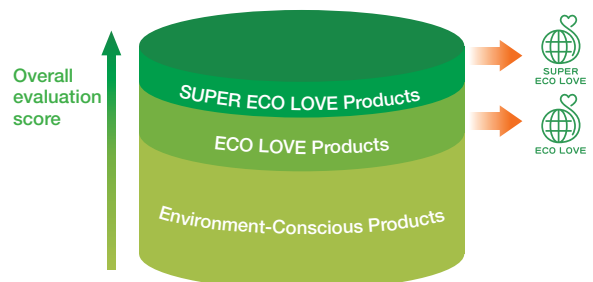 Overall
evaluation
score
SUPER ECO LOVE Products
ECO LOVE Products
Environment-Conscious Products
SUPER
ECO LOVE
ECO LOVE